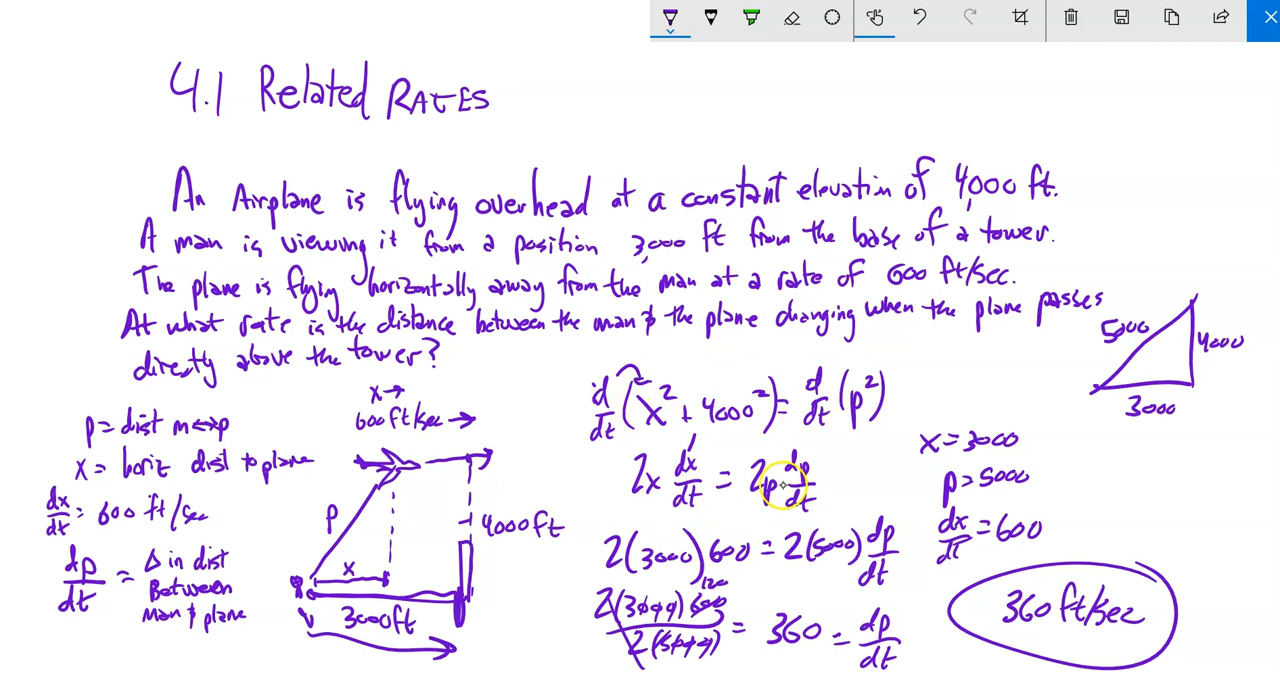 4.1 Related RATES
An Airplane is flying overhead at a constant elevation of 4,000 ft.
A man is viewing it from a position 3,000 ft from the base of a tower.
The plane is flying horizontally away from the man at a rate of 600 ft/sec.
At what rate is the distance between the man & the plane changing when the plane passes
directly above the tower?
5000
4000
3000
p = dist m↔p
x = horiz dist to plane
dx/dt = 600 ft/sec
dp/dt = Δ in dist
Between
Man & plane
x→
600 ft/sec →
p
x
4000 ft
3000 ft
d/dt (x² + 4000²) = d/dt (p²)
2x dx/dt = 2p dp/dt
2(3000)600 = 2(5000) dp/dt
120
2(3000)600 / 2(5000) = 360 = dp/dt
x = 3000
p = 5000
dx/dt = 600
360 ft/sec